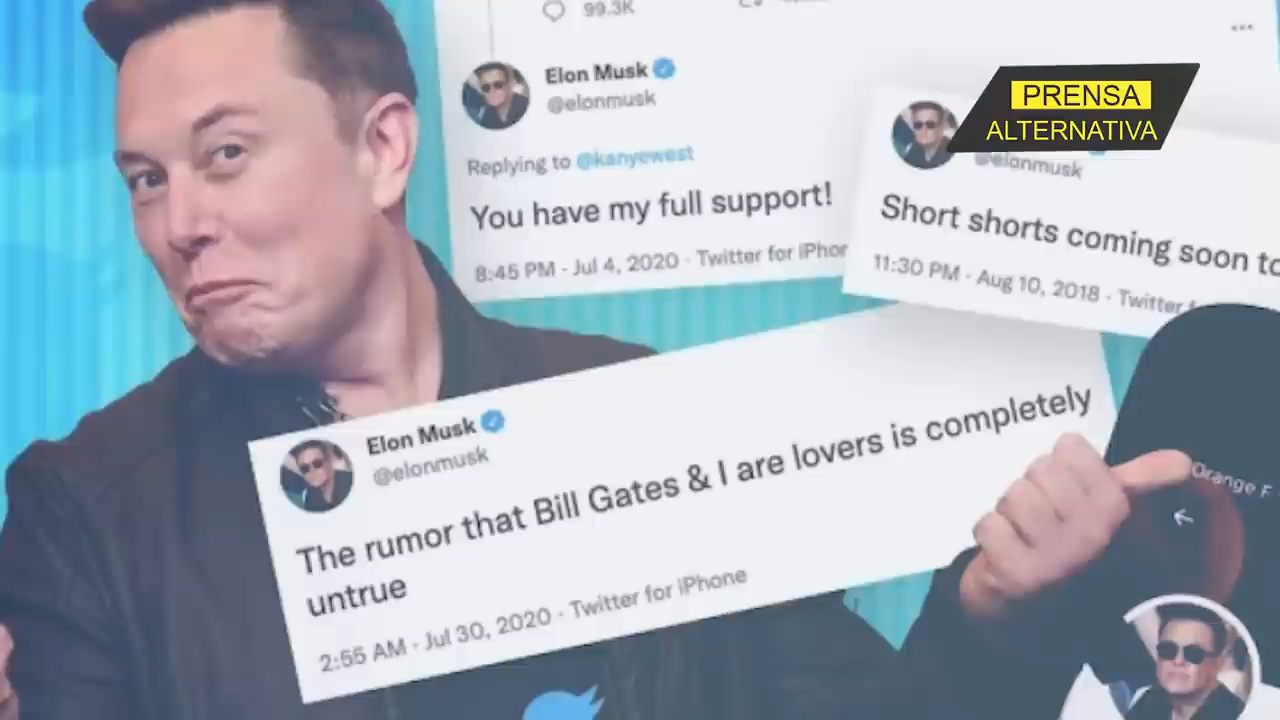 99.3K
Elon Musk
@elonmusk
Replying to @kanyewest
You have my full support!
8:45 PM · Jul 4, 2020 · Twitter for iPhor
PRENSA
ALTERNATIVA
@elonmusk
Short shorts coming soon to
11:30 PM · Aug 10, 2018 · Twitter f
Elon Musk
@elonmusk
The rumor that Bill Gates & I are lovers is completely
untrue
2:55 AM · Jul 30, 2020 · Twitter for iPhone
Orange F